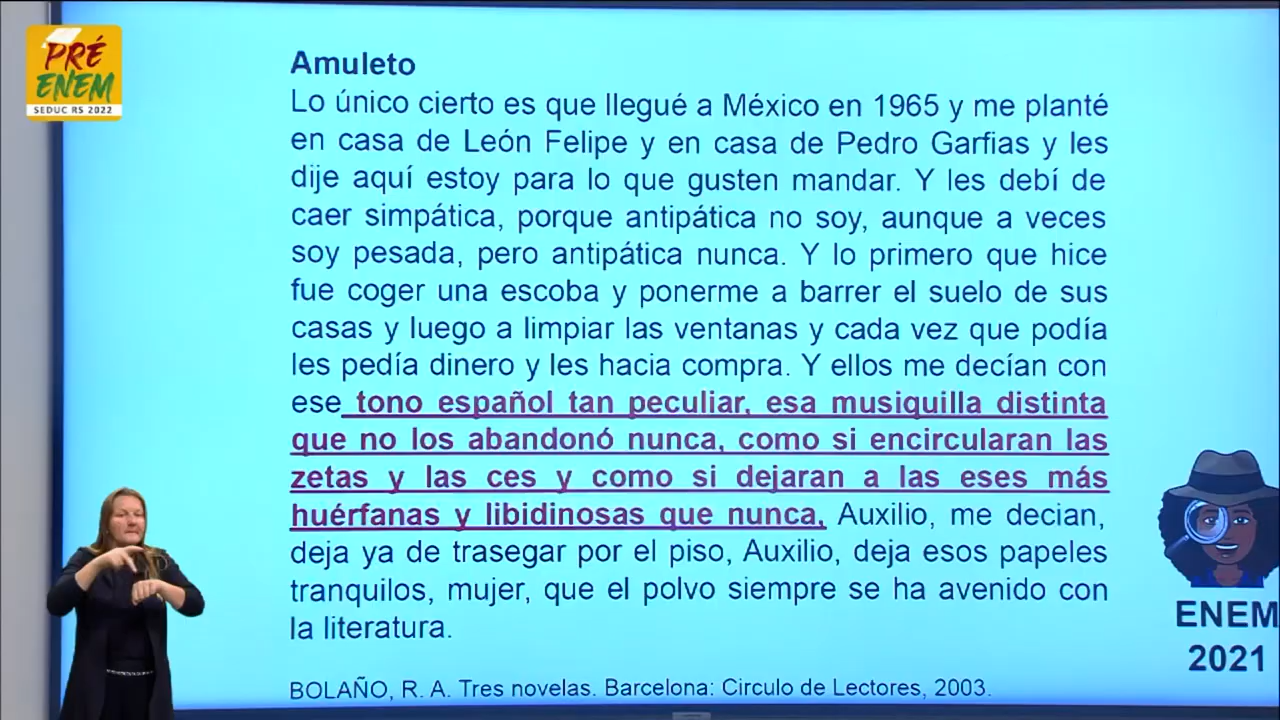 PRÉ
ENEM
SEDUC RS 2022
Amuleto
Lo único cierto es que llegué a México en 1965 y me planté
en casa de León Felipe y en casa de Pedro Garfias y les
dije aquí estoy para lo que gusten mandar. Y les debí de
caer simpática, porque antipática no soy, aunque a veces
soy pesada, pero antipática nunca. Y lo primero que hice
fue coger una escoba y ponerme a barrer el suelo de sus
casas y luego a limpiar las ventanas y cada vez que podía
les pedía dinero y les hacia compra. Y ellos me decían con
ese tono español tan peculiar, esa musiquilla distinta
que no los abandonó nunca, como si encircularan las
zetas y las ces y como si dejaran a las eses más
huérfanas y libidinosas que nunca, Auxilio, me decian,
deja ya de trasegar por el piso, Auxilio, deja esos papeles
tranquilos, mujer, que el polvo siempre se ha avenido con
la literatura.
BOLAÑO, R. A. Tres novelas. Barcelona: Circulo de Lectores, 2003.
ENEM
2021